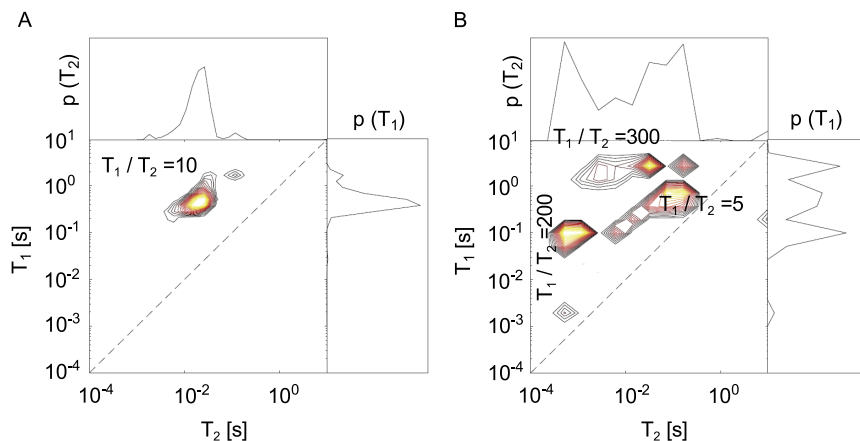 A
B
p (T2)
p (T1)
p (T2)
p (T1)
T1 / T2 =10
T1 / T2 =300
T1 / T2 =5
T1 / T2 =200
10^1
10^0
10^-1
10^-2
10^-3
10^-4
T1 [s]
10^-4
10^-2
10^0
T2 [s]
10^1
10^0
10^-1
10^-2
10^-3
10^-4
T1 [s]
10^-4
10^-2
10^0
T2 [s]